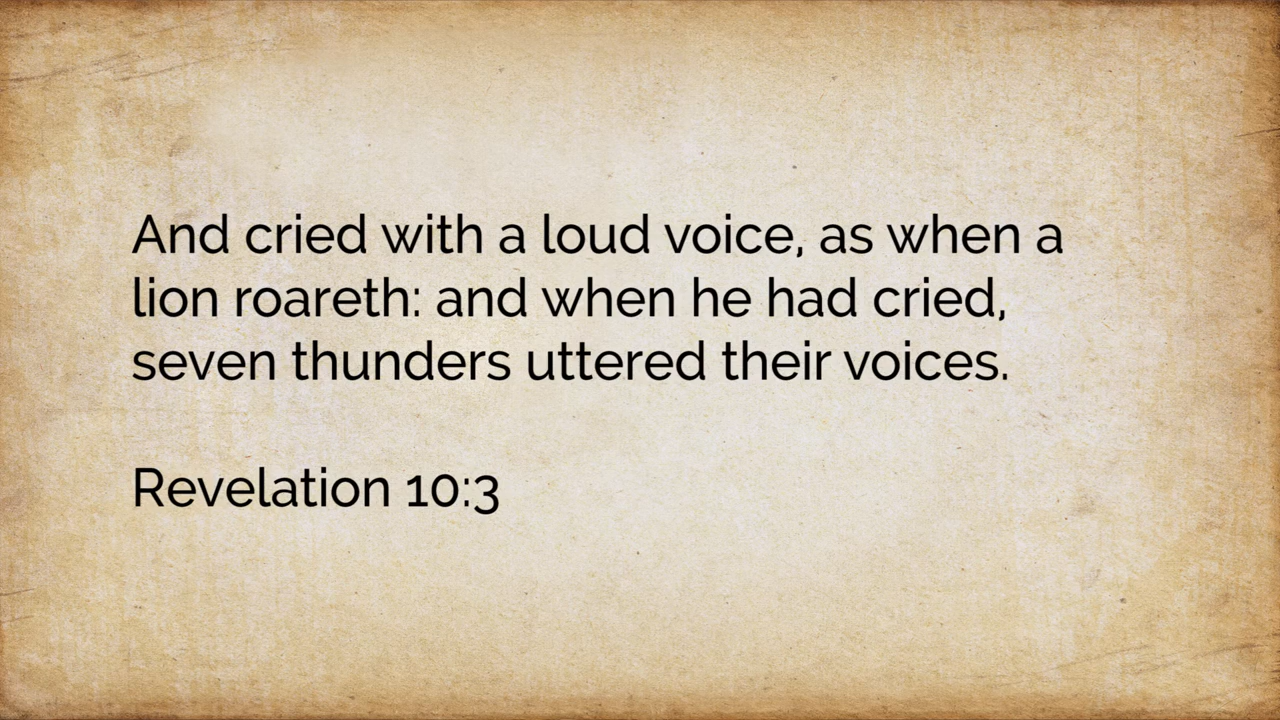 And cried with a loud voice, as when a
lion roareth: and when he had cried,
seven thunders uttered their voices.
Revelation 10:3